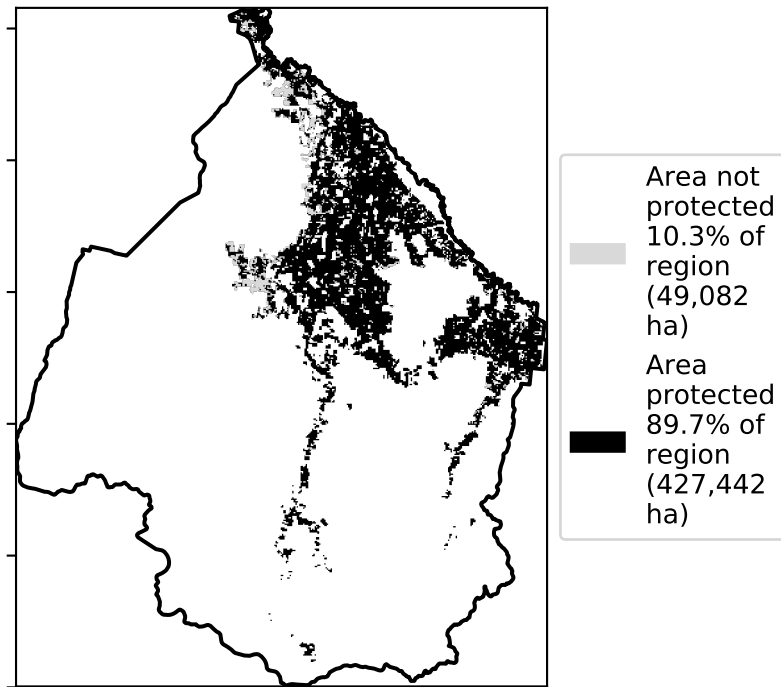 Area not
protected
10.3% of
region
(49,082
ha)
Area
protected
89.7% of
region
(427,442
ha)